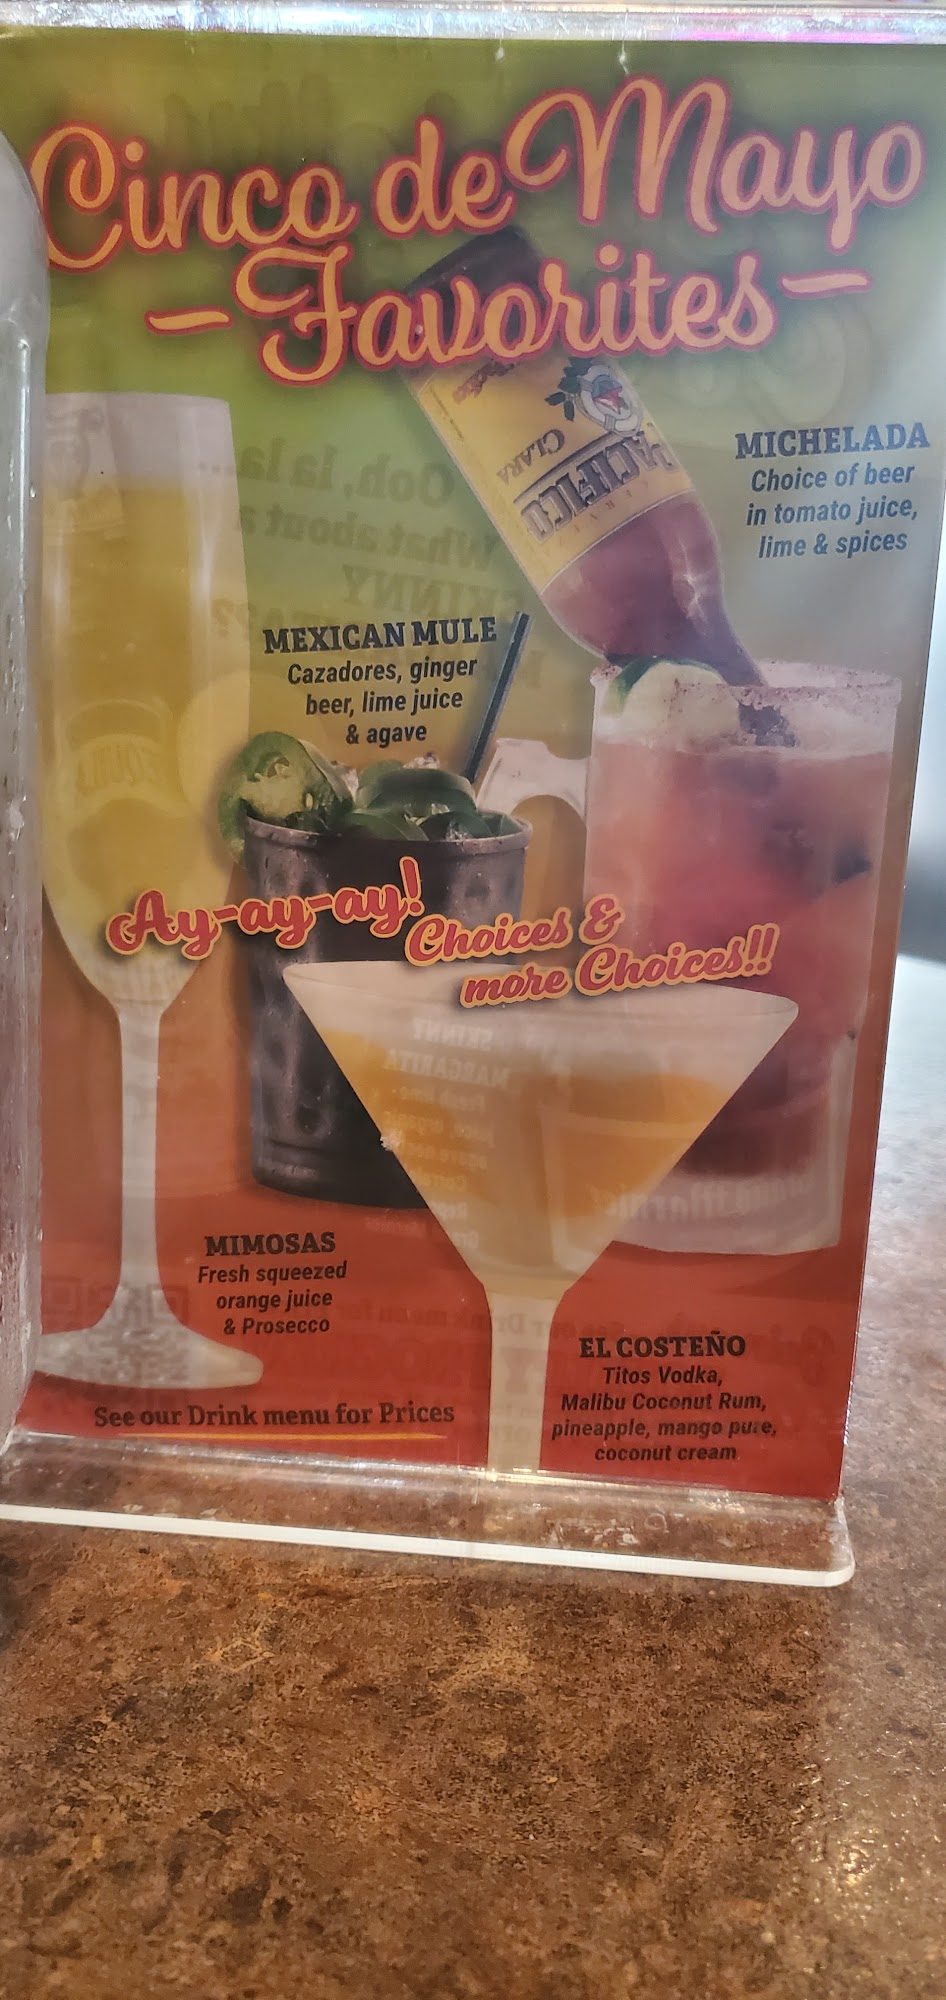 Cinco de Mayo
- Favorites -
PACIFICO
CLARA
MICHELADA
Choice of beer
in tomato juice,
lime & spices
MEXICAN MULE
Cazadores, ginger
beer, lime juice
& agave
Ay-ay-ay!
Choices &
more Choices!!
MIMOSAS
Fresh squeezed
orange juice
& Prosecco
See our Drink menu for Prices
EL COSTEÑO
Titos Vodka,
Malibu Coconut Rum,
pineapple, mango pure,
coconut cream